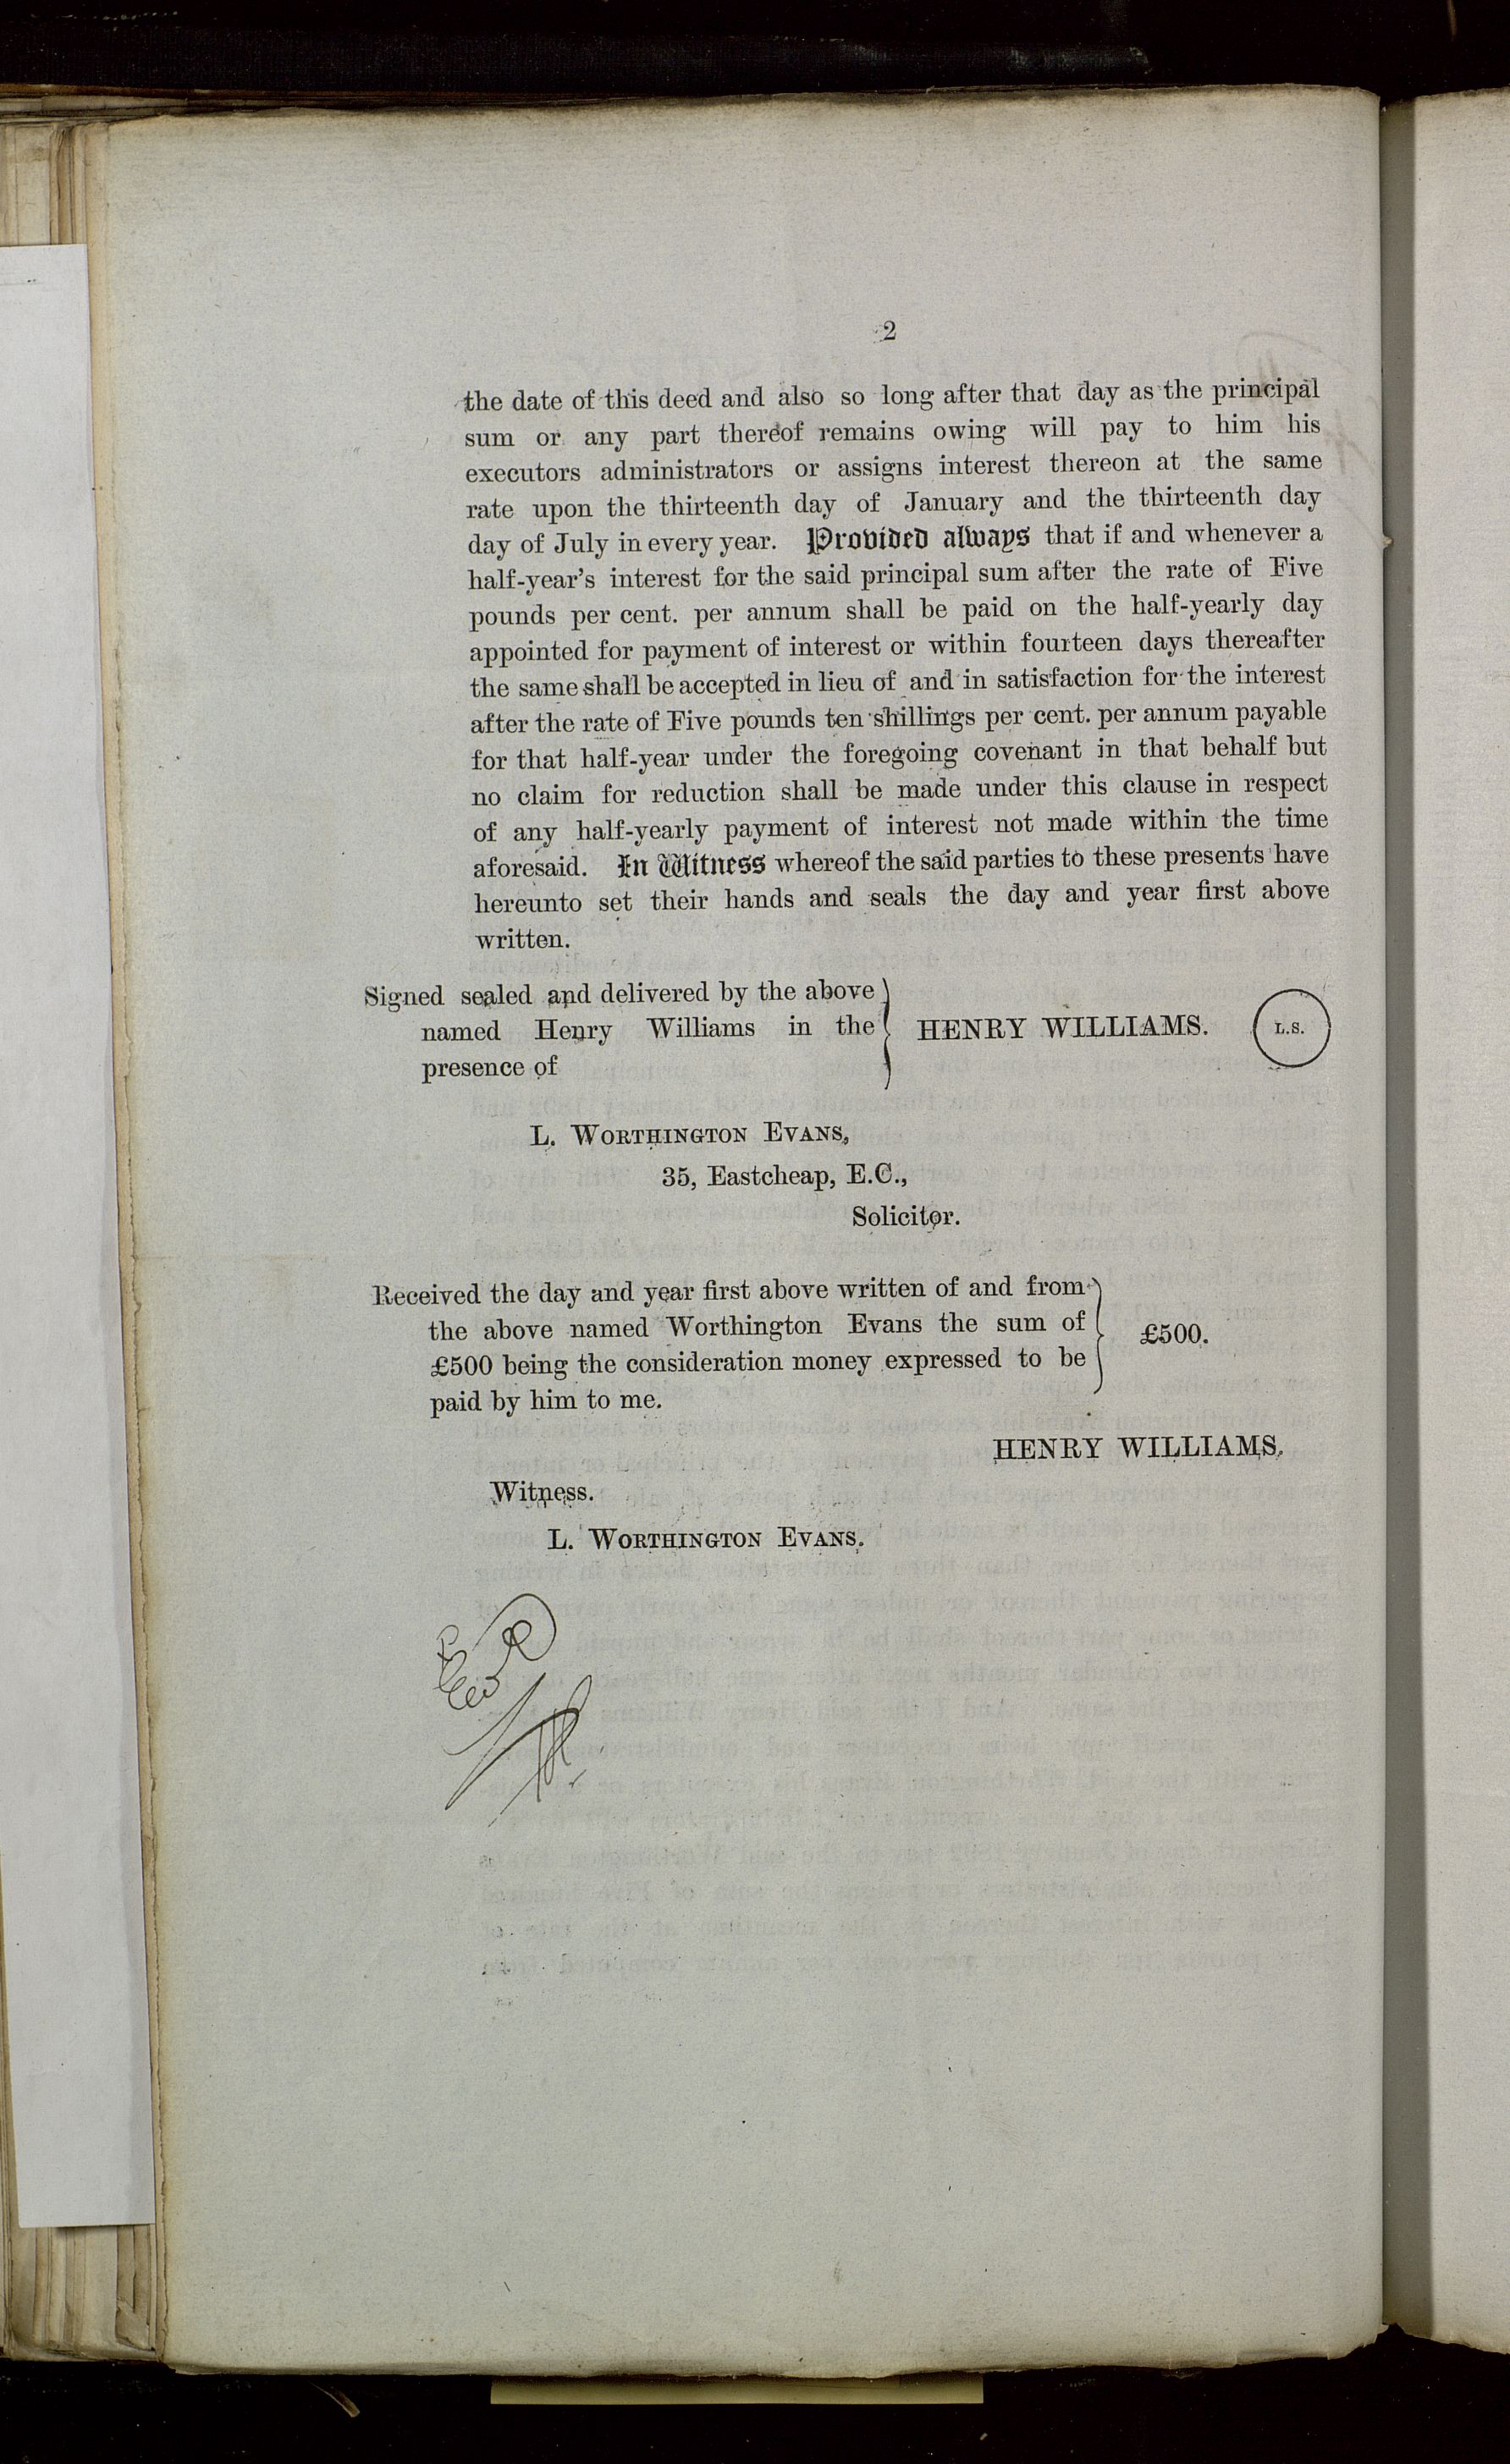 2
the date of this deed and also so long after that day as the principal
sum or any part thereof remains owing will pay to him his
executors administrators or assigns interest thereon at the same
rate upon the thirteenth day of January and the thirteenth day
day of July in every year. Provided always that if and whenever a
half-year's interest for the said principal sum after the rate of Five
pounds per cent. per annum shall be paid on the half-yearly day
appointed for payment of interest or within fourteen days thereafter
the same shall be accepted in lieu of and in satisfaction for the interest
after the rate of Five pounds ten shillings per cent. per annum payable
for that half-year under the foregoing covenant in that behalf but
no claim for reduction shall be made under this clause in respect
of any half-yearly payment of interest not made within the time
aforesaid. In Witness whereof the said parties to these presents have
hereunto set their hands and seals the day and year first above
written.
Signed sealed and delivered by the above
named Henry Williams in the
presence of
HENRY WILLIAMS.
L.S.
L. WORTHINGTON EVANS,
35, Eastcheap, E.C.,
Solicitor.
Received the day and year first above written of and from
the above named Worthington Evans the sum of
£500 being the consideration money expressed to be
paid by him to me.
£500.
HENRY WILLIAMS.
Witness.
L. WORTHINGTON EVANS.